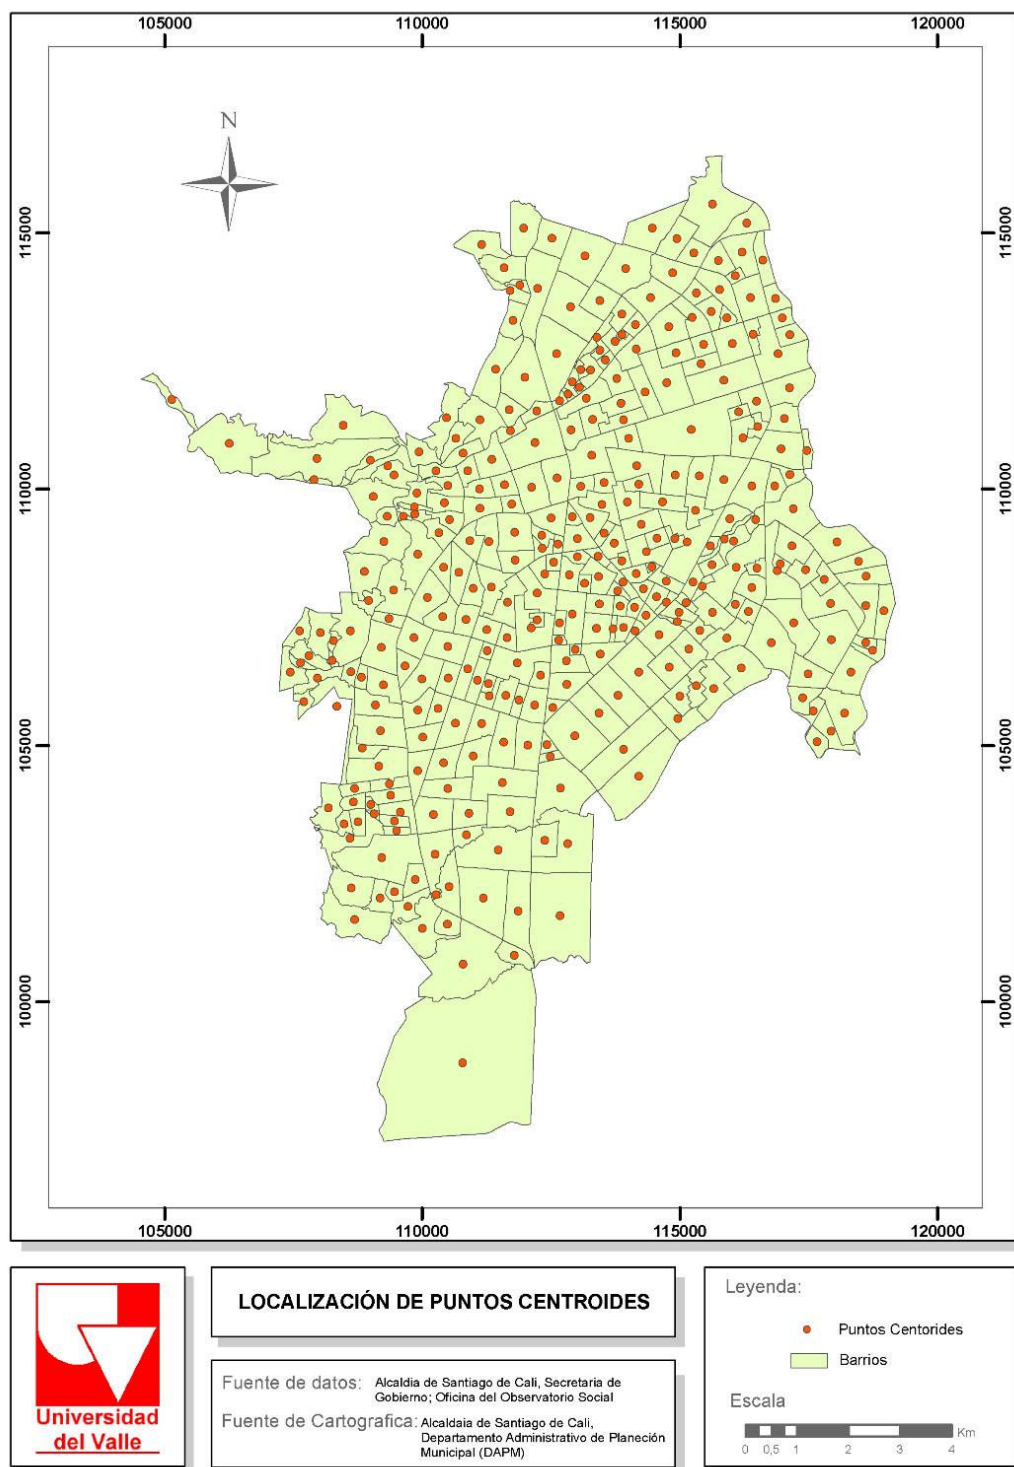 105000 110000 115000 120000
N
115000 115000
110000 110000
105000 105000
100000 100000
105000 110000 115000 120000
Universidad
del Valle
LOCALIZACIÓN DE PUNTOS CENTROIDES
Fuente de datos: Alcaldia de Santiago de Cali, Secretaria de
Gobierno; Oficina del Observatorio Social
Fuente de Cartografica: Alcaldaia de Santiago de Cali,
Departamento Administrativo de Planeción
Municipal (DAPM)
Leyenda:
Puntos Centorides
Barrios
Escala
Km
0 0,5 1 2 3 4